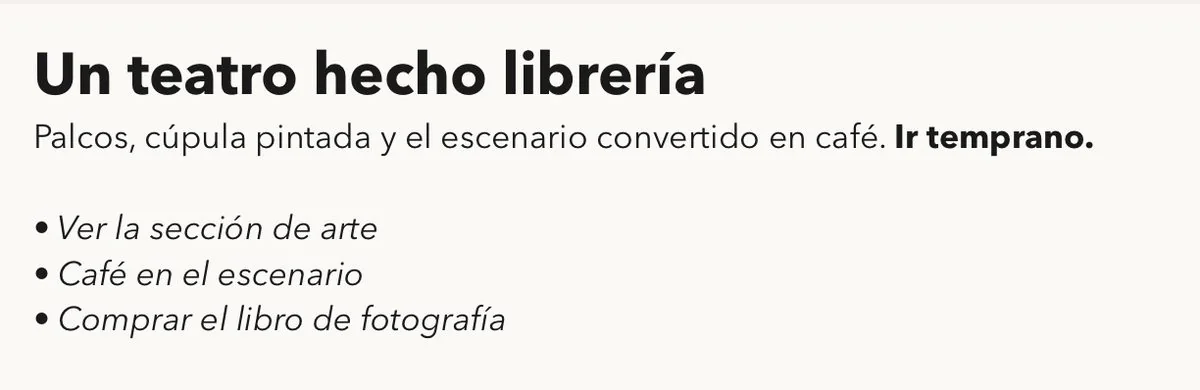 Un teatro hecho librería
Palcos, cúpula pintada y el escenario convertido en café. Ir temprano.
• Ver la sección de arte
• Café en el escenario
• Comprar el libro de fotografía